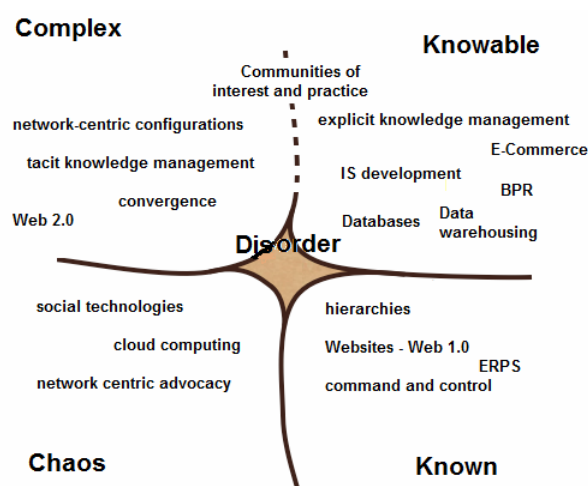 Complex
Knowable
Communities of
interest and practice
network-centric configurations
explicit knowledge management
tacit knowledge management
E-Commerce
IS development
BPR
convergence
Web 2.0
Databases
Data
warehousing
Disorder
social technologies
hierarchies
cloud computing
Websites - Web 1.0
ERPS
network centric advocacy
command and control
Chaos
Known